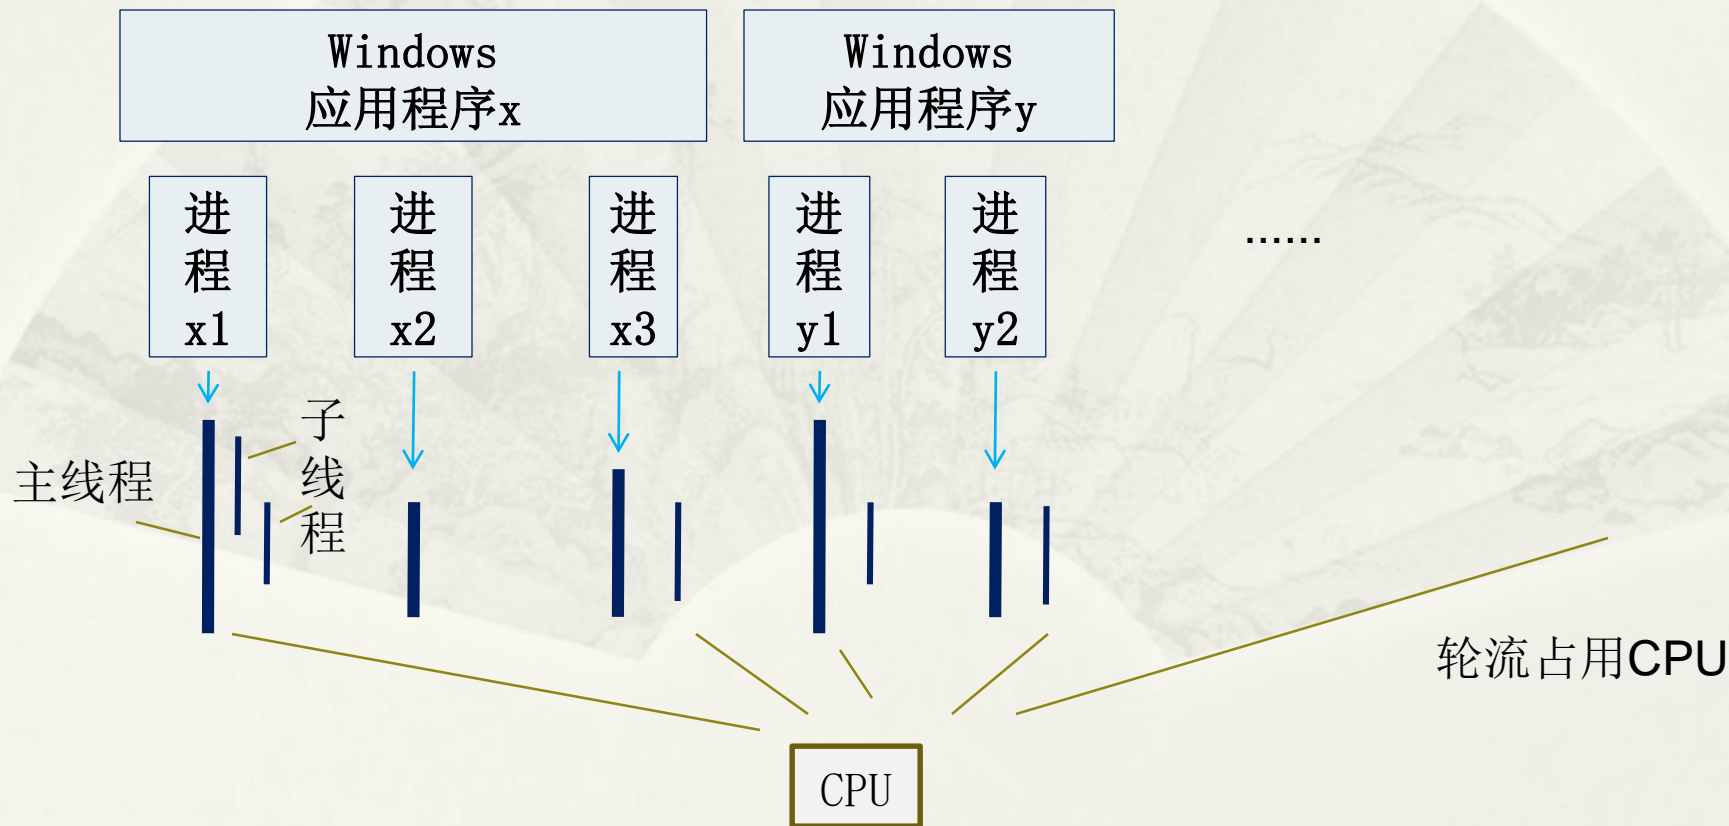 Windows
应用程序x
Windows
应用程序y
进
程
x1
进
程
x2
进
程
x3
进
程
y1
进
程
y2
......
主线程
子
线
程
轮流占用CPU
CPU